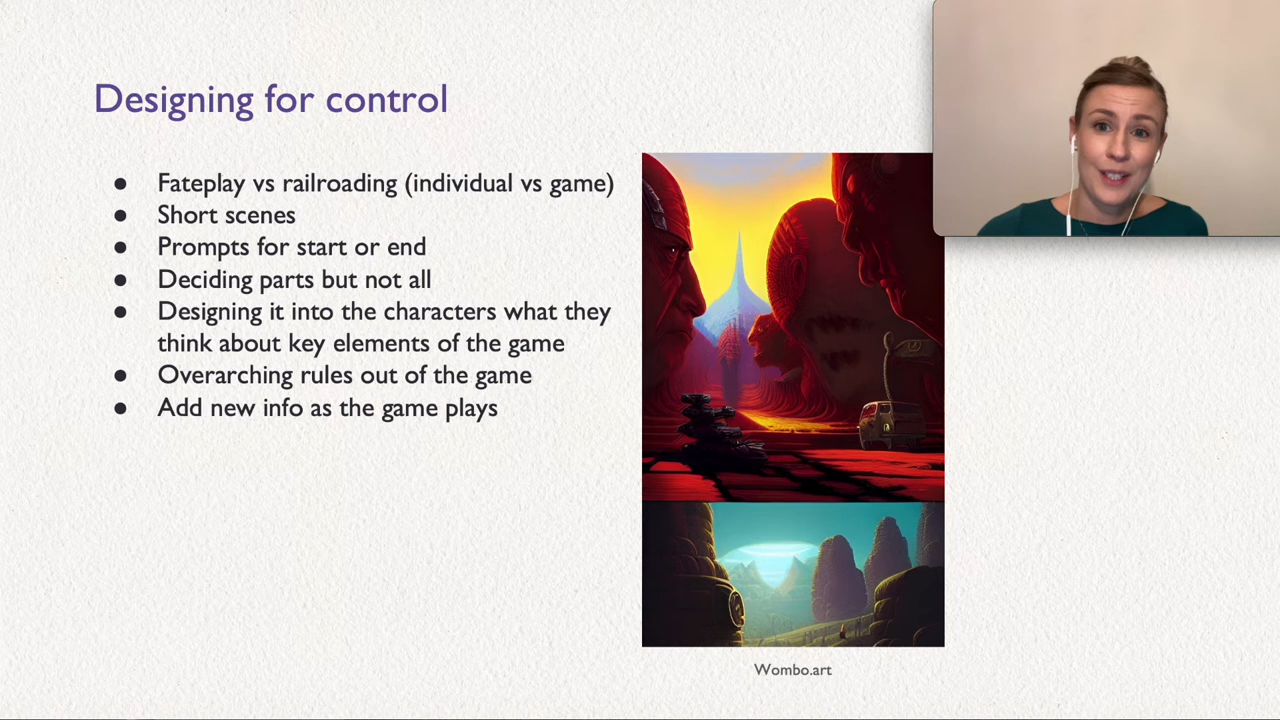 Designing for control
● Fateplay vs railroading (individual vs game)
● Short scenes
● Prompts for start or end
● Deciding parts but not all
● Designing it into the characters what they
think about key elements of the game
● Overarching rules out of the game
● Add new info as the game plays
Wombo.art